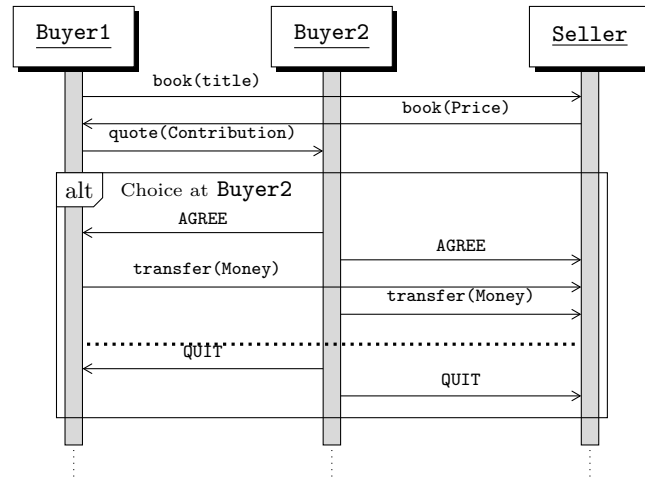 Buyer1
Buyer2
Seller
book(title)
book(Price)
quote(Contribution)
alt
Choice at Buyer2
AGREE
AGREE
transfer(Money)
transfer(Money)
QUIT
QUIT